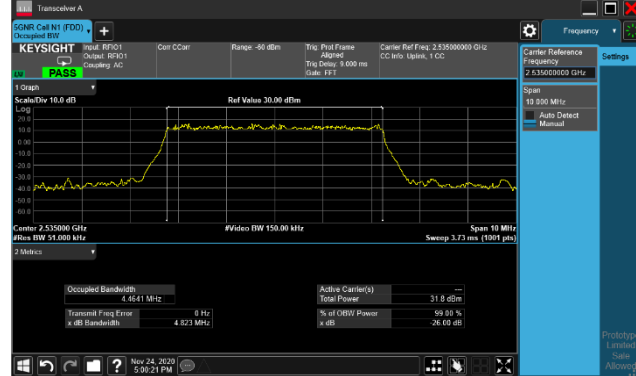 Transceiver A
5GNR Cell N1 (FDD)
Occupied BW
Frequency
KEYSIGHT
Input: RFIO1
Output: RFIO1
Coupling: AC
Corr CCorr
Range: -60 dBm
Trig: Prot Frame
Aligned
Trig Delay: 9.000 ms
Gate: FFT
Carrier Ref Freq: 2.535000000 GHz
CC Info: Uplink, 1 CC
PASS
Carrier Reference
Frequency
2.535000000 GHz
Settings
Span
10.000 MHz
Auto Detect
Manual
1 Graph
Scale/Div 10.0 dB
Ref Value 30.00 dBm
Log
20.0
10.0
0.00
-10.0
-20.0
-30.0
-40.0
-50.0
-60.0
Center 2.535000 GHz
#Video BW 150.00 kHz
Span 10 MHz
#Res BW 51.000 kHz
Sweep 3.73 ms (1001 pts)
2 Metrics
Occupied Bandwidth
4.4641 MHz
Active Carrier(s)
---
Total Power
31.8 dBm
Transmit Freq Error
0 Hz
% of OBW Power
99.00 %
x dB Bandwidth
4.823 MHz
x dB
-26.00 dB
Nov 24, 2020
5:00:21 PM
Prototype
Limited
Sale
Allowed